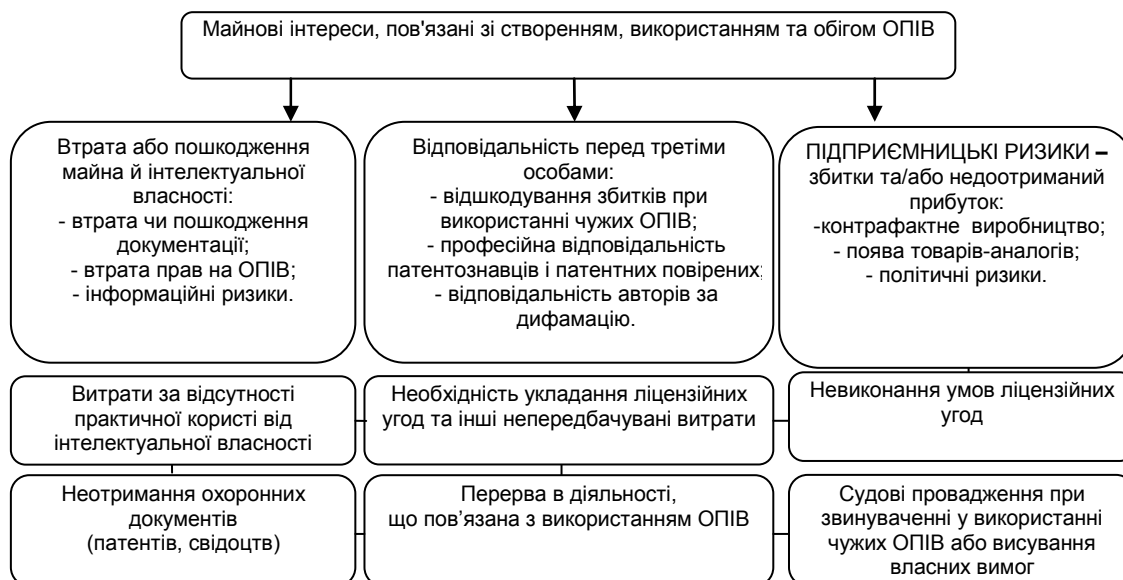 Майнові інтереси, пов'язані зі створенням, використанням та обігом ОПІВ
Втрата або пошкодження
майна й інтелектуальної
власності:
- втрата чи пошкодження
документації;
- втрата прав на ОПІВ;
- інформаційні ризики.
Відповідальність перед третіми
особами:
- відшкодування збитків при
використанні чужих ОПІВ;
- професійна відповідальність
патентознавців і патентних повірених;
- відповідальність авторів за
дифамацію.
ПІДПРИЄМНИЦЬКІ РИЗИКИ –
збитки та/або недоотриманий
прибуток:
-контрафактне виробництво;
- поява товарів-аналогів;
- політичні ризики.
Витрати за відсутності
практичної користі від
інтелектуальної власності
Необхідність укладання ліцензійних
угод та інші непередбачувані витрати
Невиконання умов ліцензійних
угод
Неотримання охоронних
документів
(патентів, свідоцтв)
Перерва в діяльності,
що пов’язана з використанням ОПІВ
Судові провадження при
звинуваченні у використанні
чужих ОПІВ або висування
власних вимог